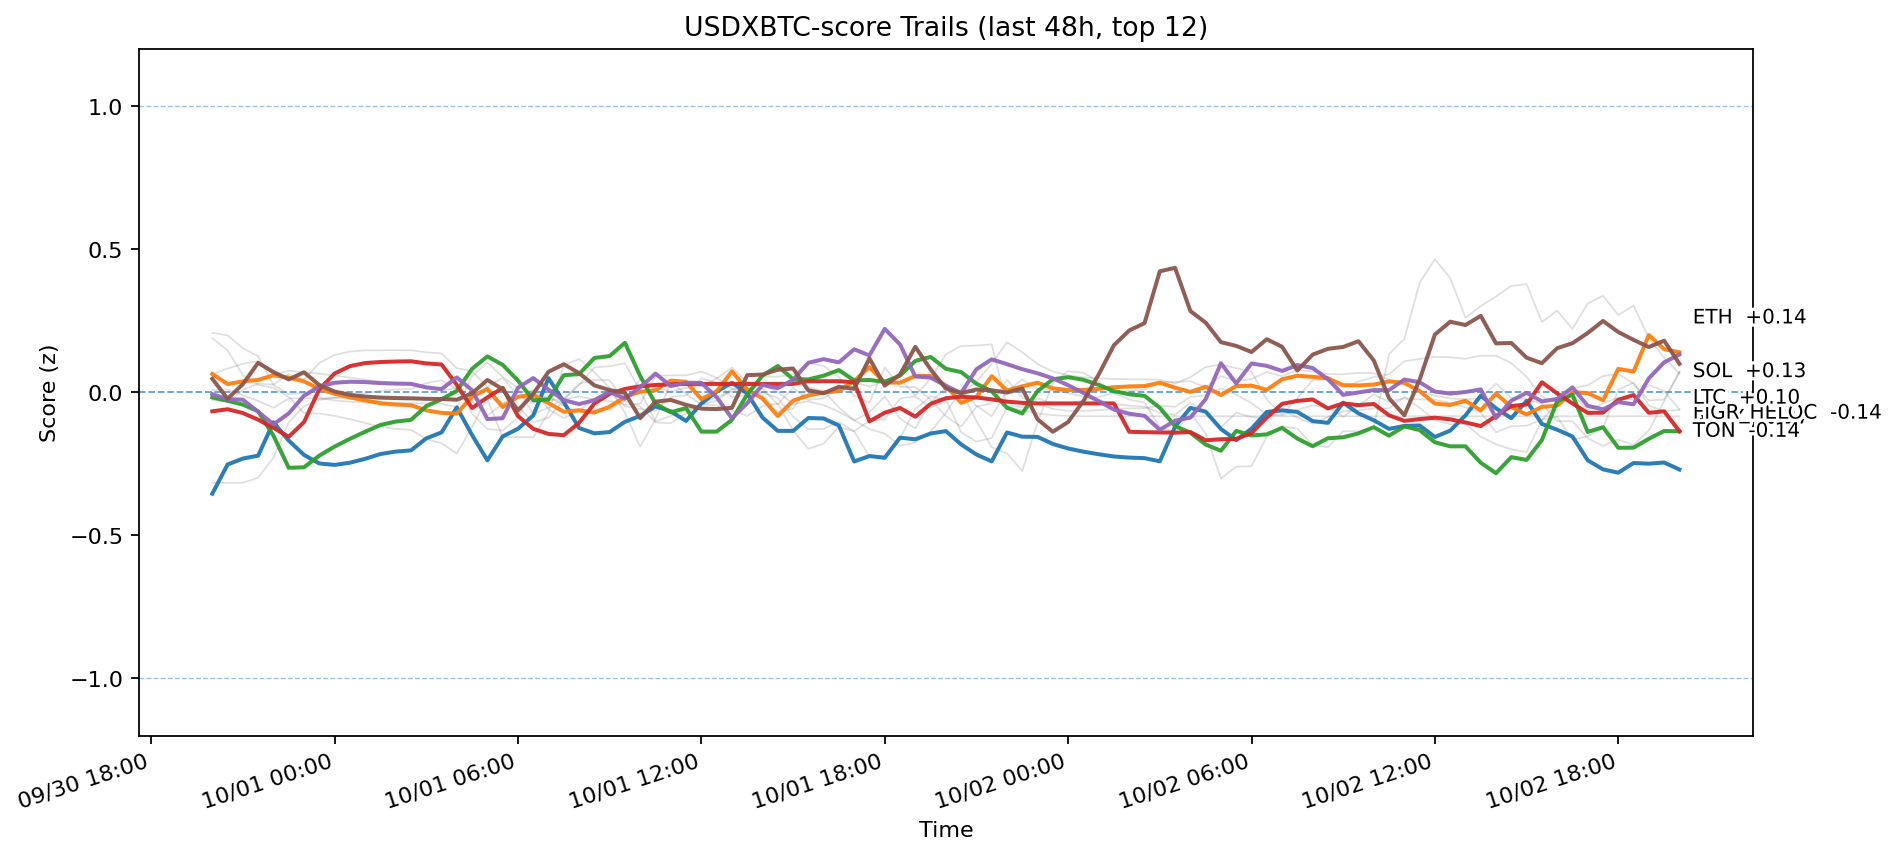 USDXBTC-score Trails (last 48h, top 12)
Score (z)
1.0
0.5
0.0
−0.5
−1.0
ETH +0.14
SOL +0.13
LTC +0.10
HELOC -0.14
TON -0.14
09/30 18:00
10/01 00:00
10/01 06:00
10/01 12:00
10/01 18:00
10/02 00:00
10/02 06:00
10/02 12:00
10/02 18:00
Time